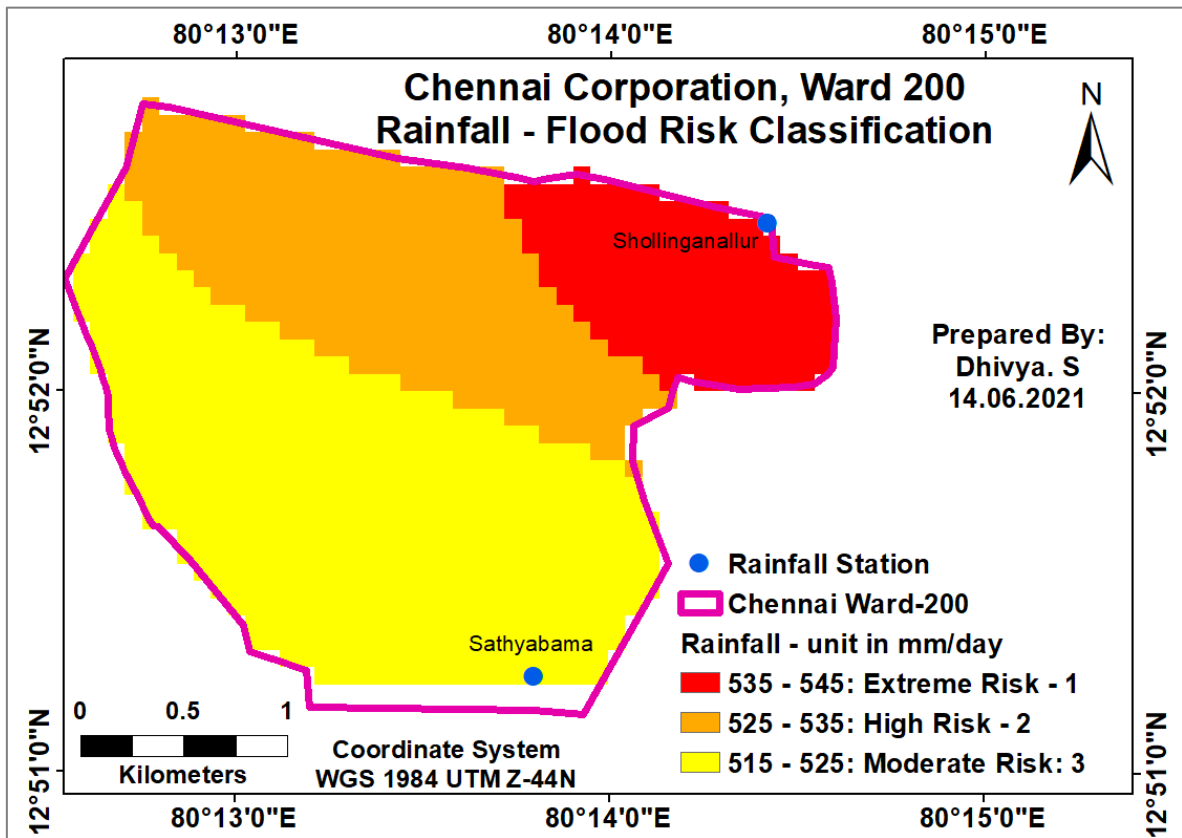 80°13'0"E
80°14'0"E
80°15'0"E
Chennai Corporation, Ward 200
Rainfall - Flood Risk Classification
N
Shollinganallur
Prepared By:
Dhivya. S
14.06.2021
12°52'0"N
12°52'0"N
Rainfall Station
Chennai Ward-200
Sathyabama
Rainfall - unit in mm/day
535 - 545: Extreme Risk - 1
525 - 535: High Risk - 2
515 - 525: Moderate Risk: 3
0 0.5 1
Kilometers
Coordinate System
WGS 1984 UTM Z-44N
12°51'0"N
12°51'0"N
80°13'0"E
80°14'0"E
80°15'0"E